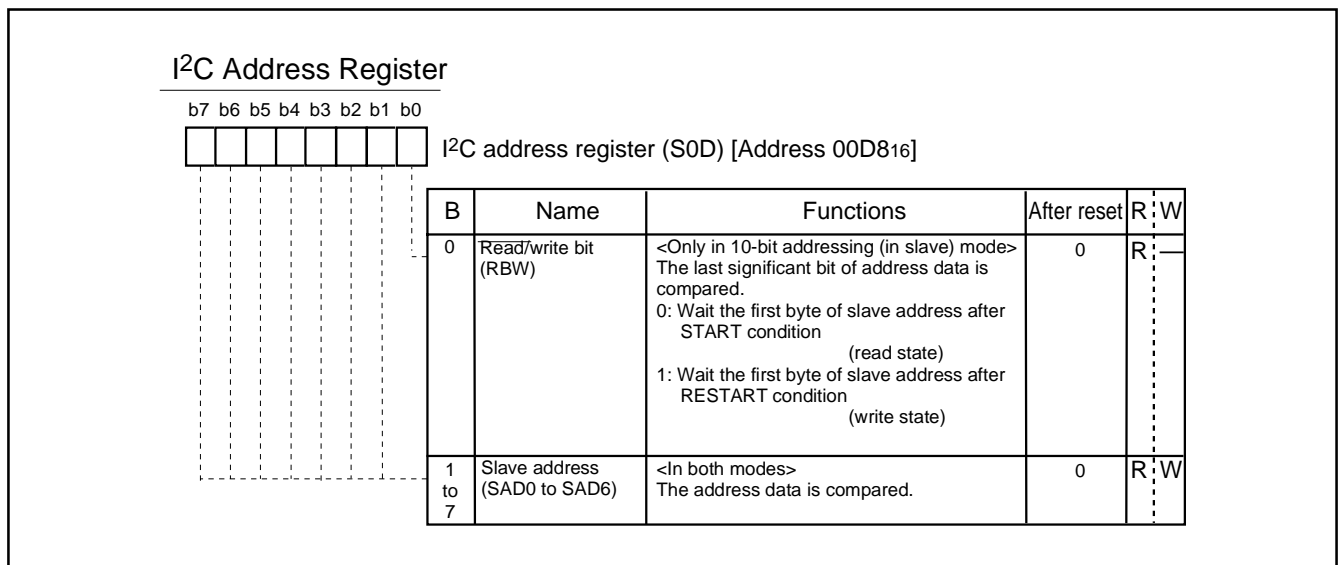 I2C Address Register
b7 b6 b5 b4 b3 b2 b1 b0
I2C address register (S0D) [Address 00D816]
B Name Functions After reset R W
0 Read/write bit
(RBW)
<Only in 10-bit addressing (in slave) mode>
The last significant bit of address data is
compared.
0: Wait the first byte of slave address after
START condition
(read state)
1: Wait the first byte of slave address after
RESTART condition
(write state)
0 R —
1
to
7
Slave address
(SAD0 to SAD6)
<In both modes>
The address data is compared.
0 R W